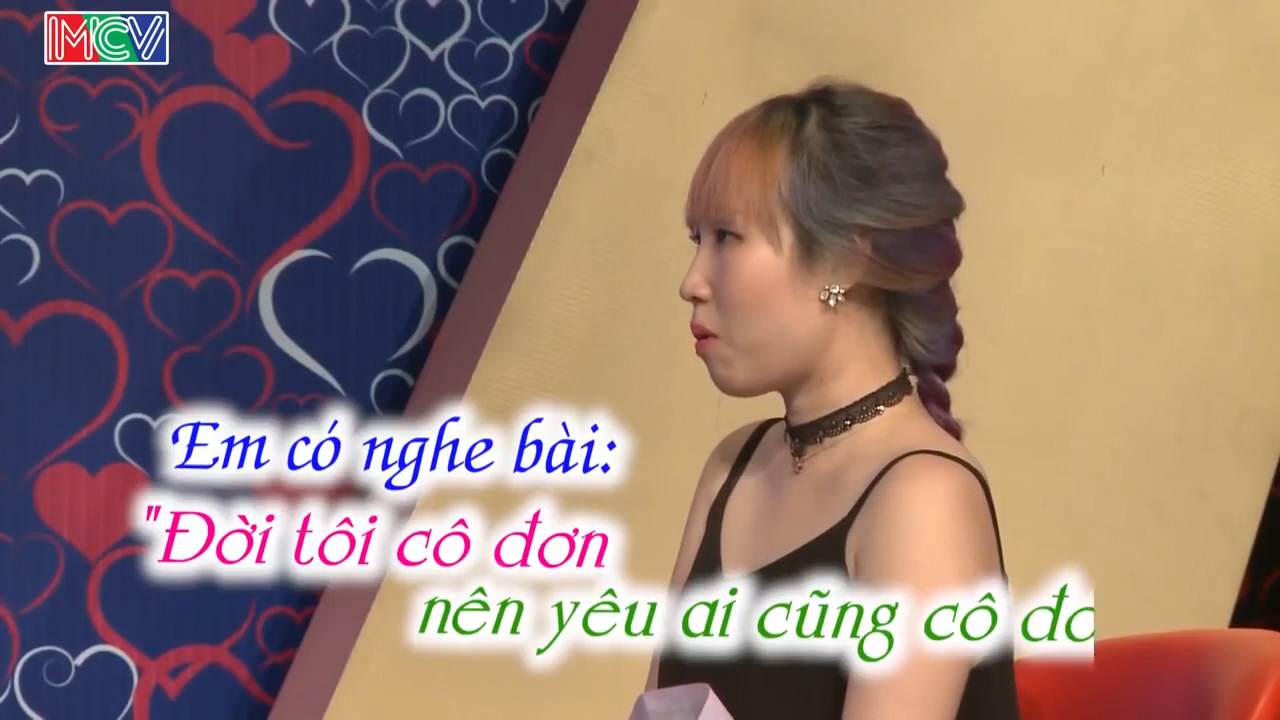 MCV
Em có nghe bài:
"Đời tôi cô đơn
nên yêu ai cũng cô đơ